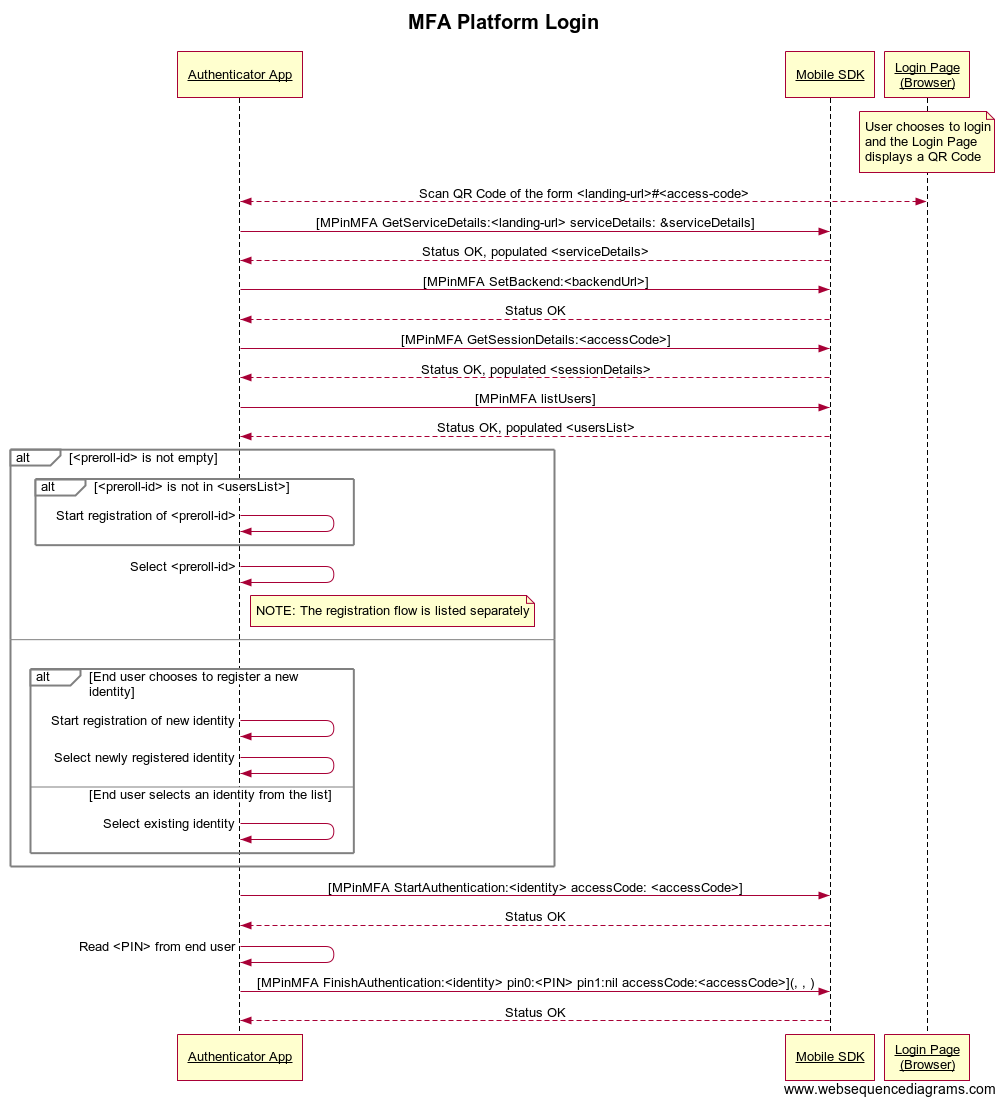 MFA Platform Login
Authenticator App
Mobile SDK
Login Page
(Browser)
User chooses to login
and the Login Page
displays a QR Code
Scan QR Code of the form <landing-url>#<access-code>
[MPinMFA GetServiceDetails:<landing-url> serviceDetails: &serviceDetails]
Status OK, populated <serviceDetails>
[MPinMFA SetBackend:<backendUrl>]
Status OK
[MPinMFA GetSessionDetails:<accessCode>]
Status OK, populated <sessionDetails>
[MPinMFA listUsers]
Status OK, populated <usersList>
alt [<preroll-id> is not empty]
alt [<preroll-id> is not in <usersList>]
Start registration of <preroll-id>
Select <preroll-id>
NOTE: The registration flow is listed separately
alt [End user chooses to register a new
identity]
Start registration of new identity
Select newly registered identity
[End user selects an identity from the list]
Select existing identity
[MPinMFA StartAuthentication:<identity> accessCode: <accessCode>]
Status OK
Read <PIN> from end user
[MPinMFA FinishAuthentication:<identity> pin0:<PIN> pin1:nil accessCode:<accessCode>](, , )
Status OK
Authenticator App
Mobile SDK
Login Page
(Browser)
www.websequencediagrams.com